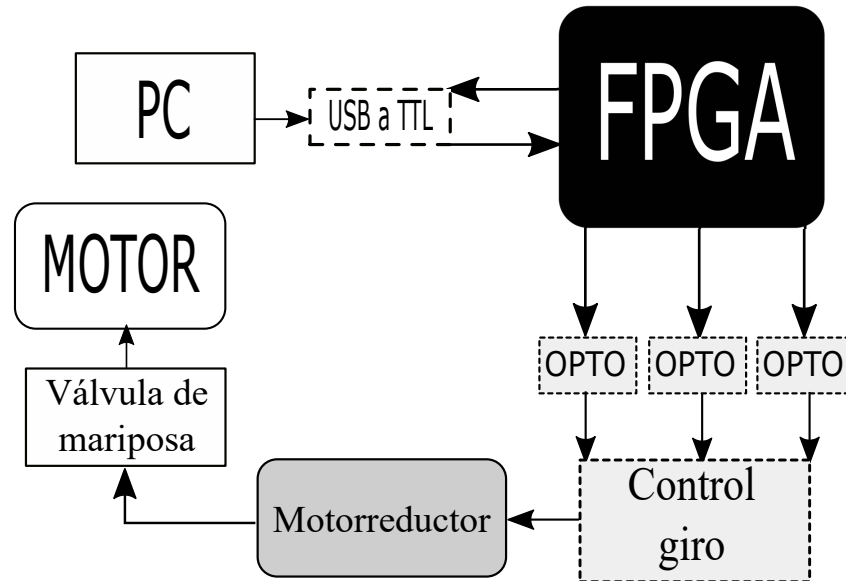 PC
USB a TTL
FPGA
MOTOR
OPTO
OPTO
OPTO
Válvula de
mariposa
Motorreductor
Control
giro